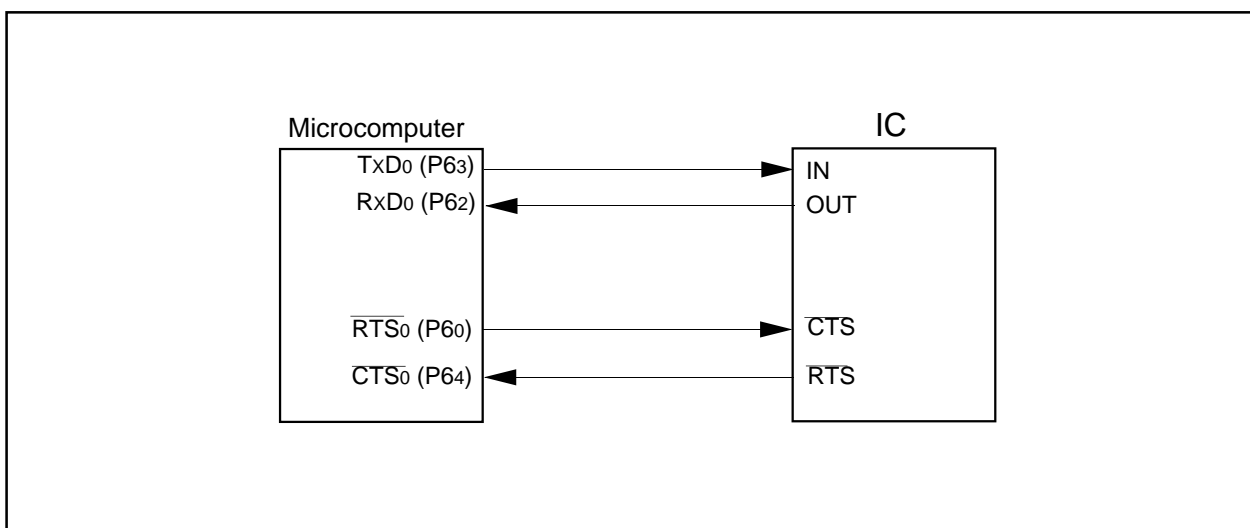 Microcomputer
TxD0 (P63)
RxD0 (P62)
RTS0 (P60)
CTS0 (P64)
IC
IN
OUT
CTS
RTS